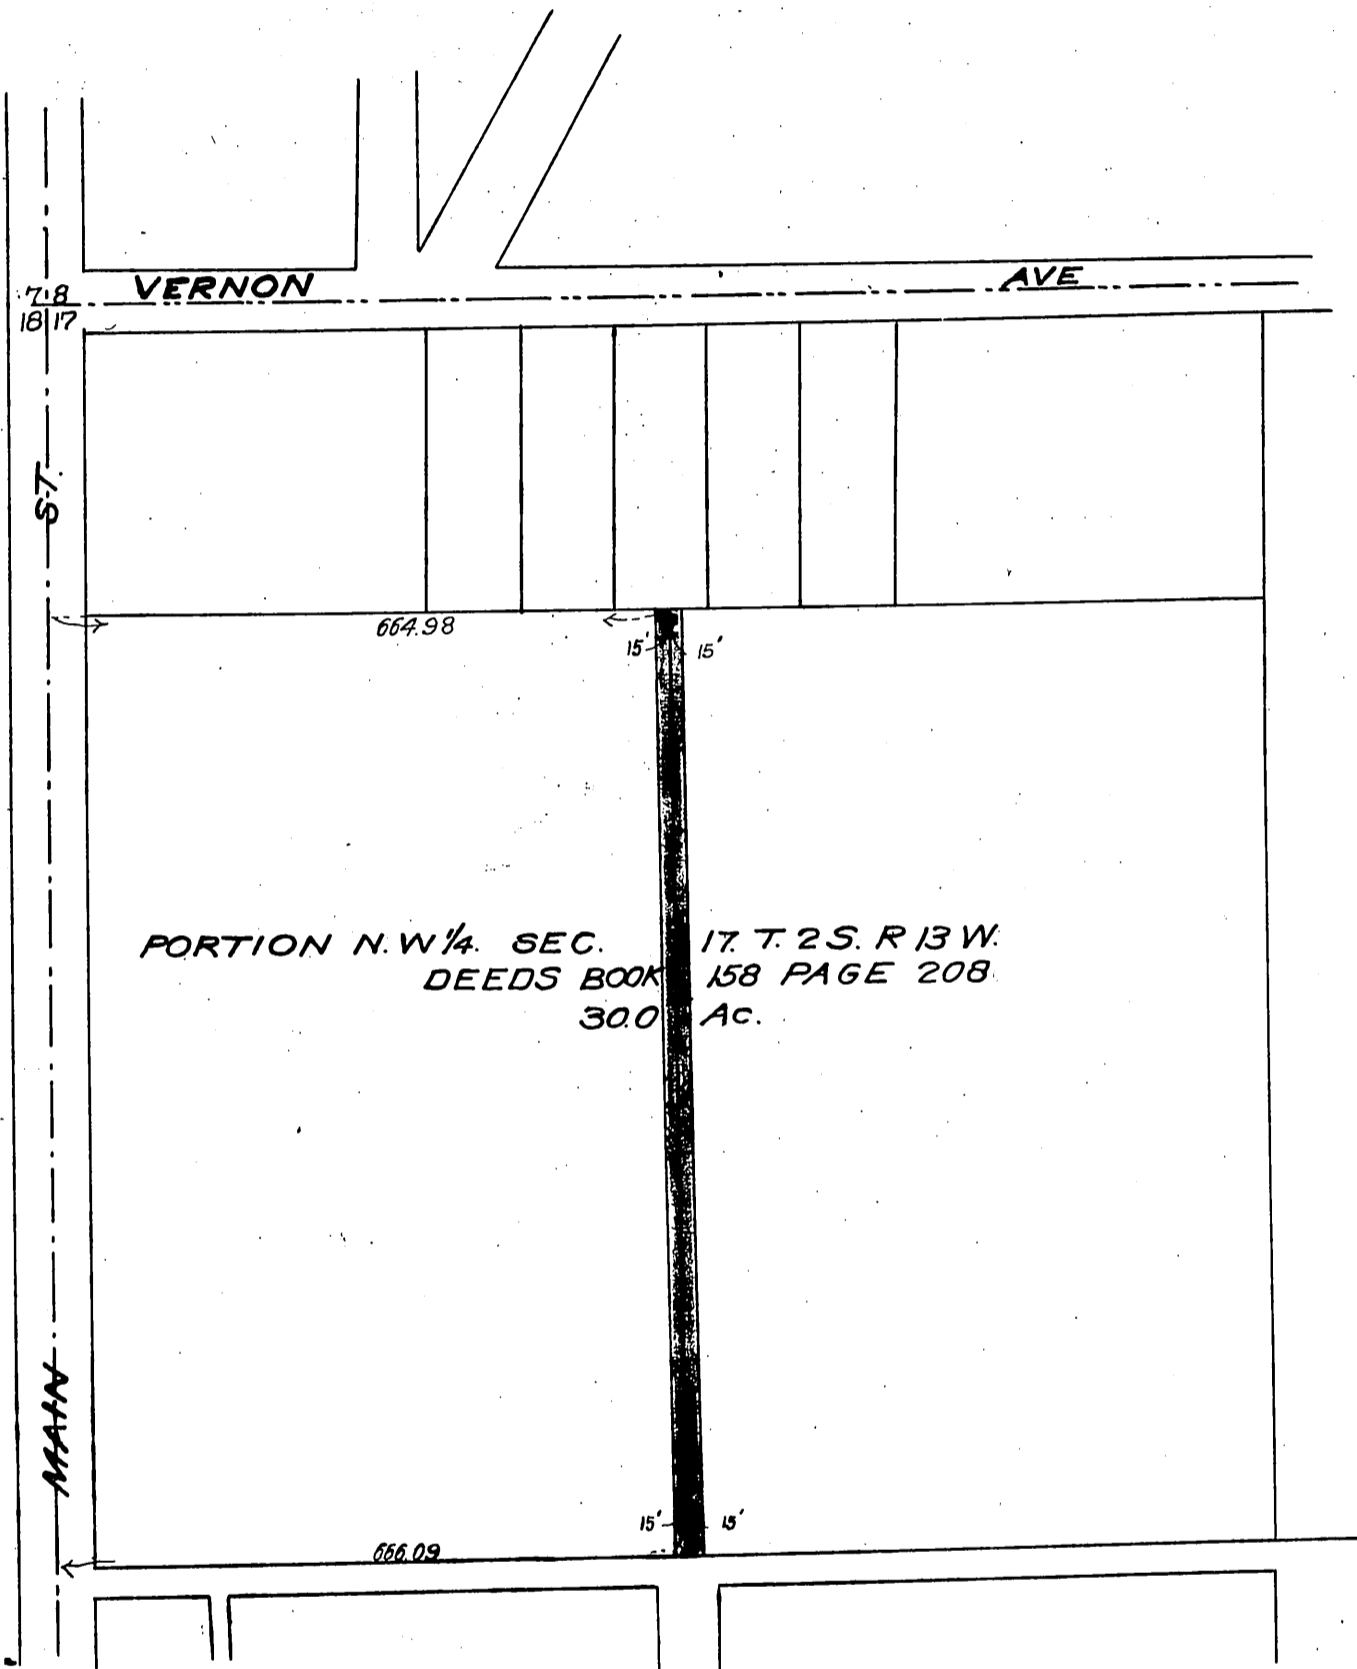 VERNON AVE
7 8
18 17
ST.
664.98
15' 15'
PORTION N.W 1/4. SEC. 17. T. 2 S. R 13 W.
DEEDS BOOK 158 PAGE 208
30.0 AC.
MAIN
15' 15'
666.09